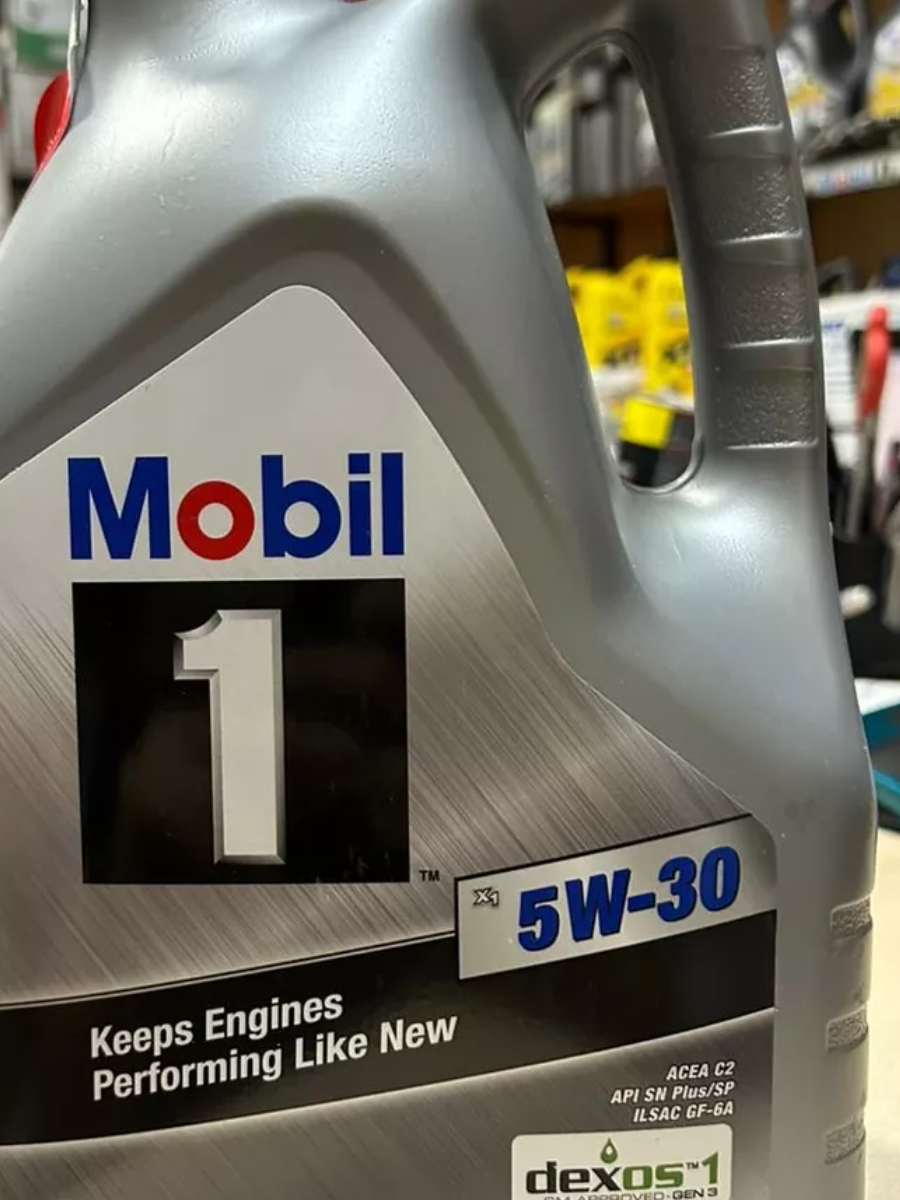 Mobil
1
TM
X1
5W-30
Keeps Engines
Performing Like New
ACEA C2
API SN Plus/SP
ILSAC GF-6A
dexos™1
GM APPROVED-GEN 3